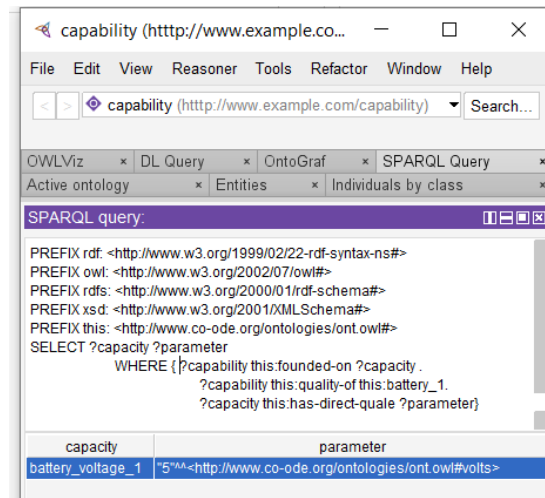 capability (htttp://www.example.co...
File Edit View Reasoner Tools Refactor Window Help
< > capability (htttp://www.example.com/capability) Search...
OWLViz × DL Query × OntoGraf × SPARQL Query ×
Active ontology × Entities × Individuals by class ×
SPARQL query:
PREFIX rdf: <http://www.w3.org/1999/02/22-rdf-syntax-ns#>
PREFIX owl: <http://www.w3.org/2002/07/owl#>
PREFIX rdfs: <http://www.w3.org/2000/01/rdf-schema#>
PREFIX xsd: <http://www.w3.org/2001/XMLSchema#>
PREFIX this: <http://www.co-ode.org/ontologies/ont.owl#>
SELECT ?capacity ?parameter
WHERE { ?capability this:founded-on ?capacity .
?capability this:quality-of this:battery_1.
?capacity this:has-direct-quale ?parameter}
capacity parameter
battery_voltage_1 "5"^^<http://www.co-ode.org/ontologies/ont.owl#volts>